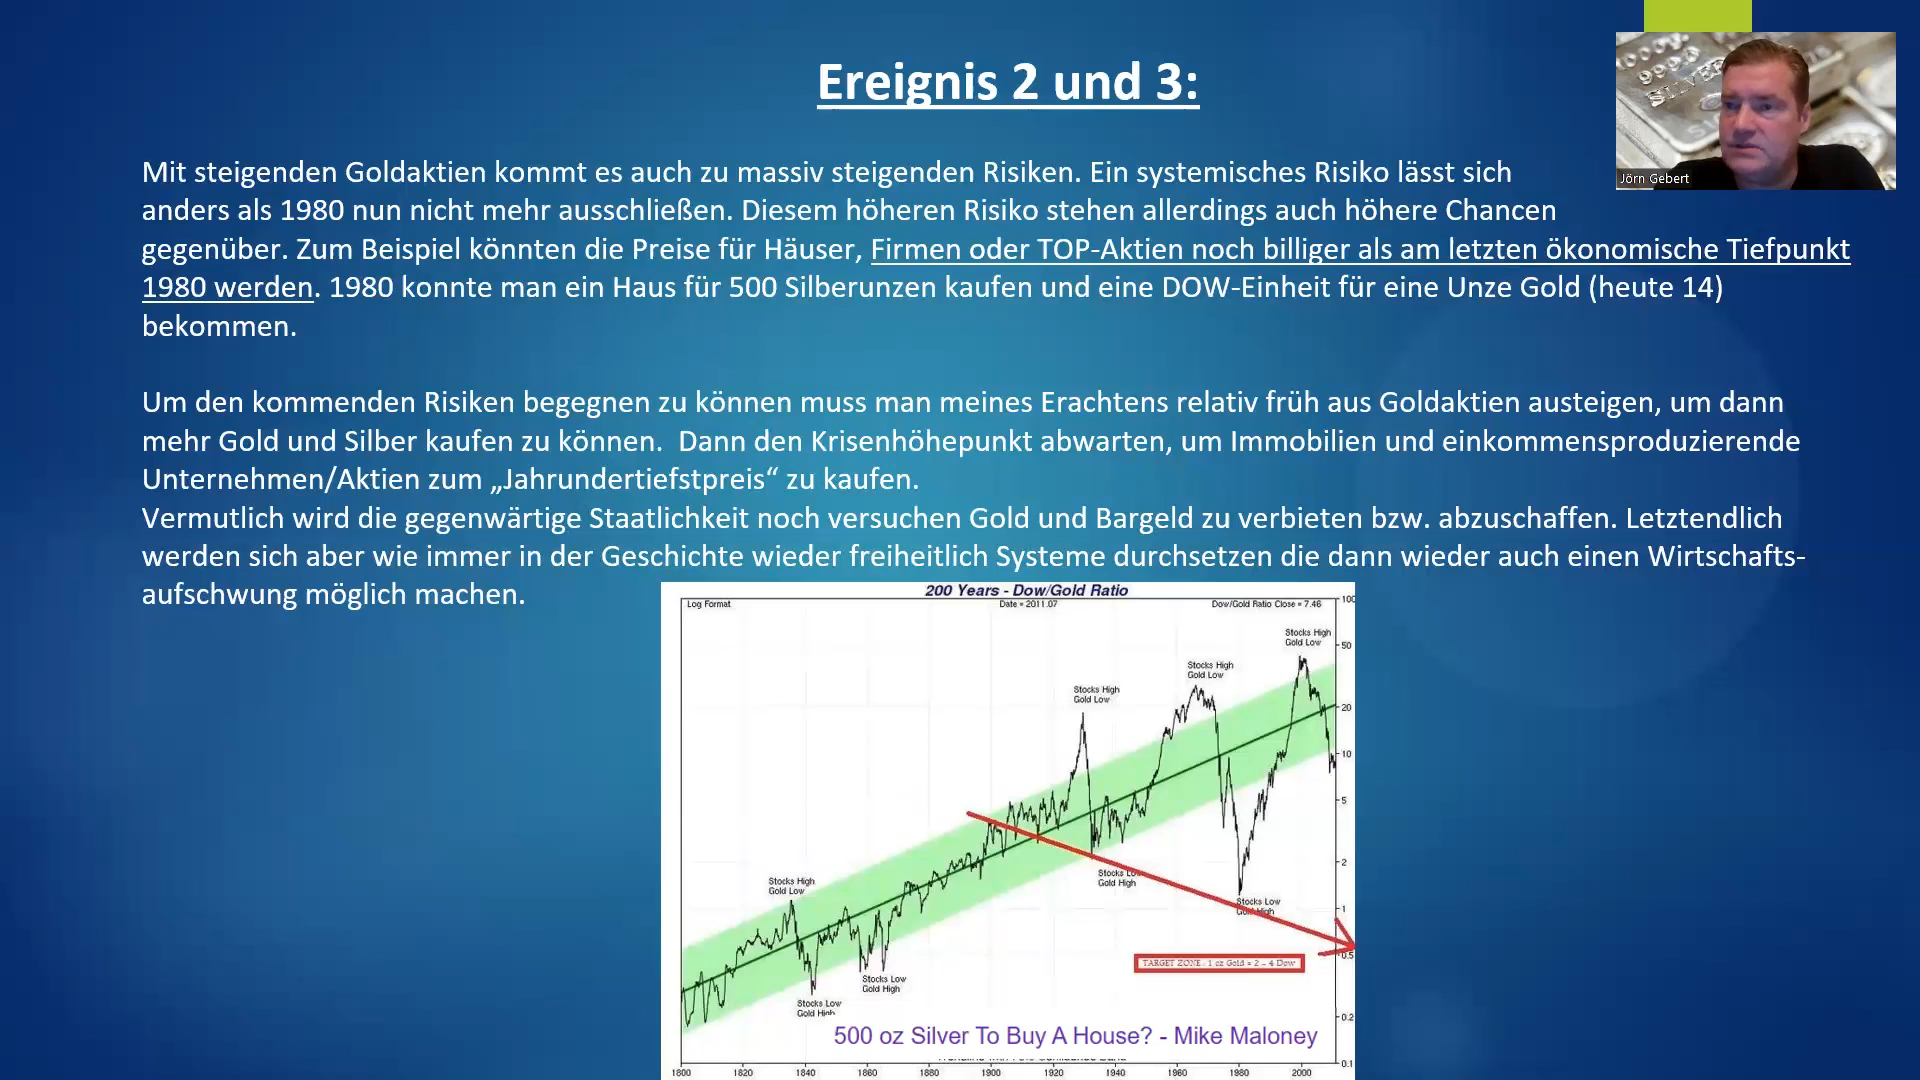 Ereignis 2 und 3:
SILVER
Jörn Gebert
Mit steigenden Goldaktien kommt es auch zu massiv steigenden Risiken. Ein systemisches Risiko lässt sich
anders als 1980 nun nicht mehr ausschließen. Diesem höheren Risiko stehen allerdings auch höhere Chancen
gegenüber. Zum Beispiel könnten die Preise für Häuser, Firmen oder TOP-Aktien noch billiger als am letzten ökonomische Tiefpunkt
1980 werden. 1980 konnte man ein Haus für 500 Silberunzen kaufen und eine DOW-Einheit für eine Unze Gold (heute 14)
bekommen.
Um den kommenden Risiken begegnen zu können muss man meines Erachtens relativ früh aus Goldaktien austeigen, um dann
mehr Gold und Silber kaufen zu können. Dann den Krisenhöhepunkt abwarten, um Immobilien und einkommensproduzierende
Unternehmen/Aktien zum „Jahrundertiefstpreis“ zu kaufen.
Vermutlich wird die gegenwärtige Staatlichkeit noch versuchen Gold und Bargeld zu verbieten bzw. abzuschaffen. Letztendlich
werden sich aber wie immer in der Geschichte wieder freiheitlich Systeme durchsetzen die dann wieder auch einen Wirtschafts-
aufschwung möglich machen.
200 Years - Dow/Gold Ratio
Log Format Date = 2011.07 Dow/Gold Ratio Close = 7.46
100
Stocks High
Gold Low
50
Stocks High
Gold Low
Stocks High
Gold Low
20
10
5
2
Stocks Low
Gold High
Stocks High
Gold Low
Stocks Low
Gold High
1
TARGET ZONE : 1 oz Gold = 2 - 4 Dow
0.5
Stocks Low
Gold High
Stocks Low
Gold High
0.2
500 oz Silver To Buy A House? - Mike Maloney
0.1
1800 1820 1840 1860 1880 1900 1920 1940 1960 1980 2000